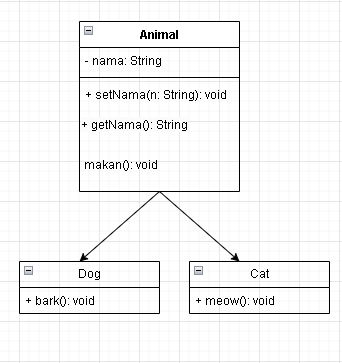 Animal
- nama: String
+ setNama(n: String): void
+ getNama(): String
makan(): void
Dog
+ bark(): void
Cat
+ meow(): void